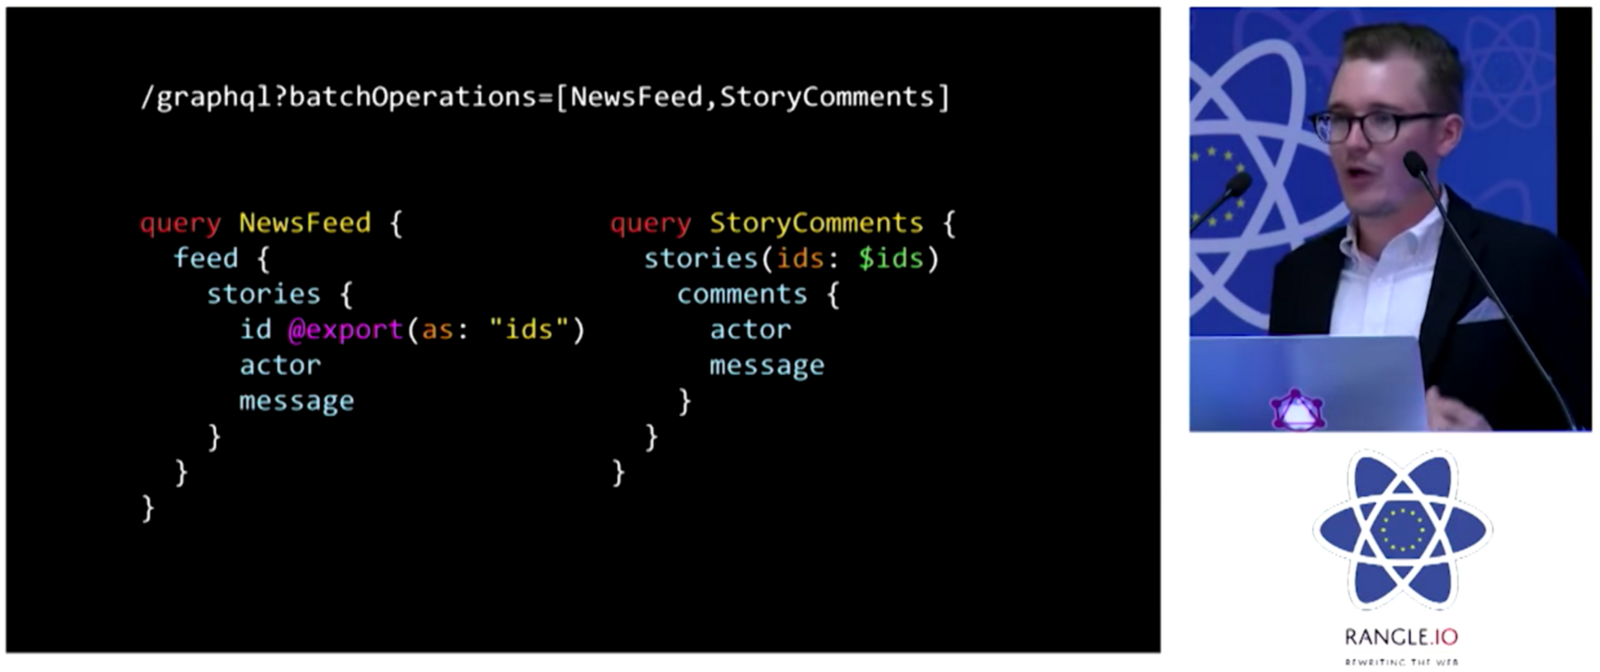 /graphql?batchOperations=[NewsFeed,StoryComments]
query NewsFeed {
  feed {
    stories {
      id @export(as: "ids")
      actor
      message
    }
  }
}
query StoryComments {
  stories(ids: $ids)
    comments {
      actor
      message
    }
  }
}
RANGLE.IO
REWRITING THE WEB